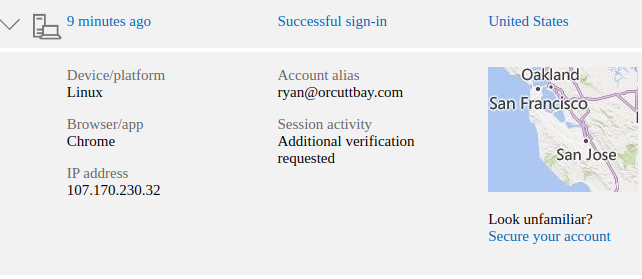 9 minutes ago
Successful sign-in
United States
Device/platform
Linux
Browser/app
Chrome
IP address
107.170.230.32
Account alias
ryan@orcuttbay.com
Session activity
Additional verification
requested
Oakland
San Francisco
San Jose
Look unfamiliar?
Secure your account